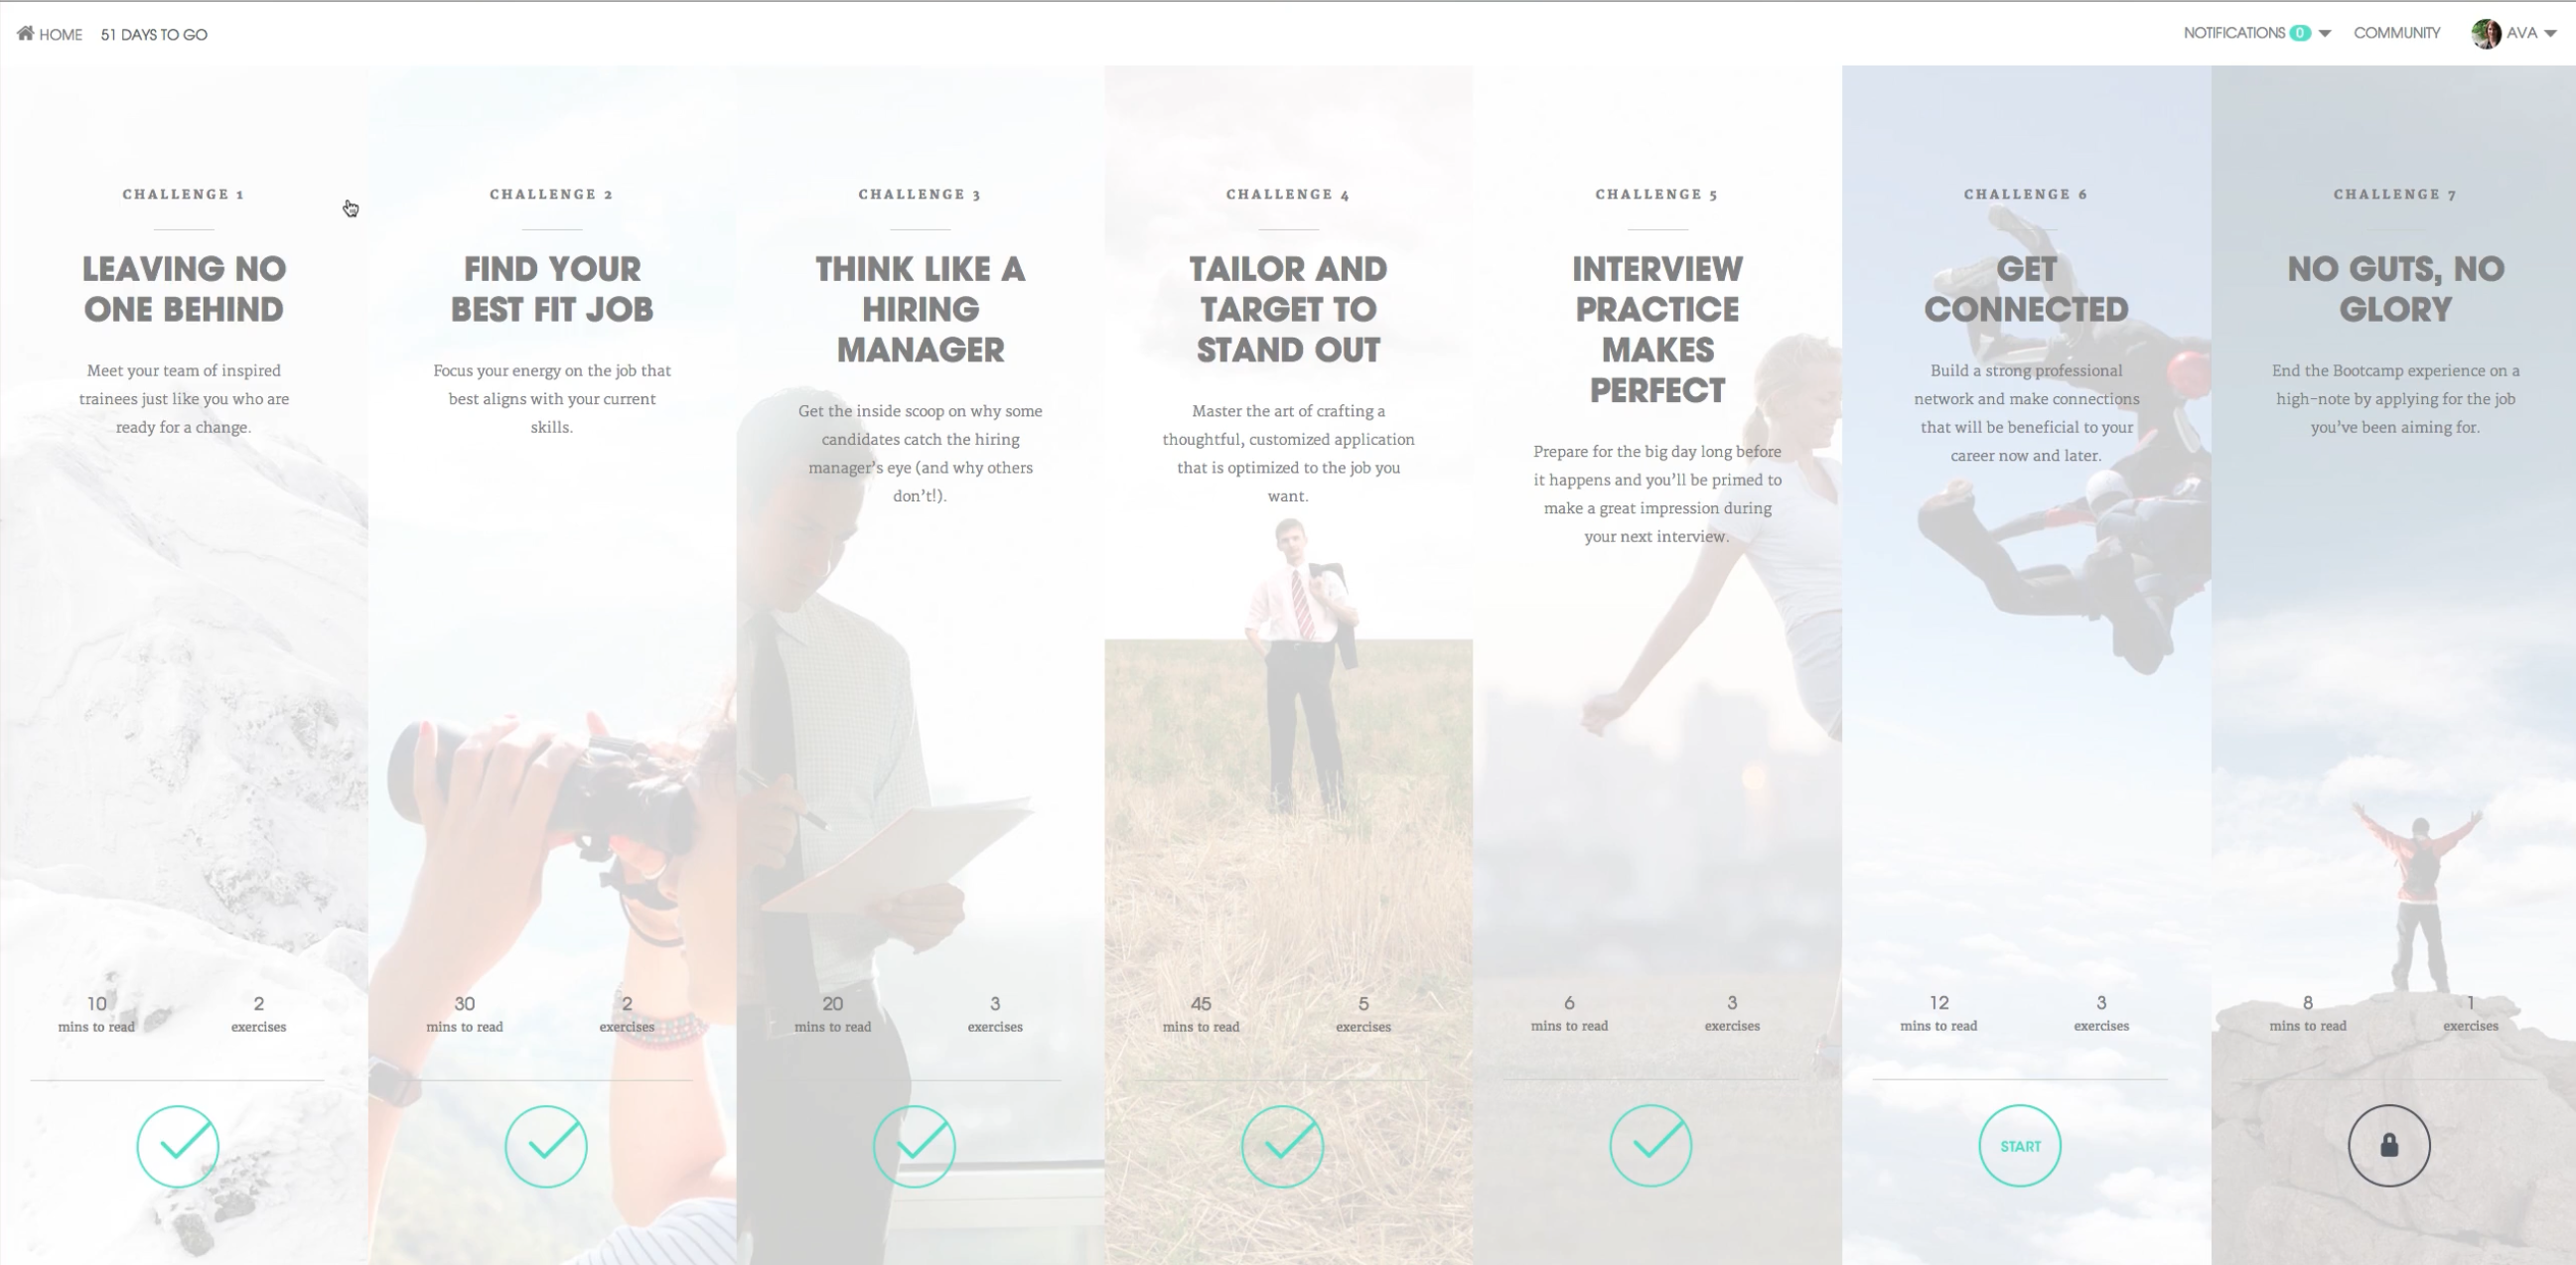 HOME 51 DAYS TO GO
NOTIFICATIONS 0 COMMUNITY AVA
CHALLENGE 1
LEAVING NO
ONE BEHIND
Meet your team of inspired
trainees just like you who are
ready for a change.
10 2
mins to read exercises
CHALLENGE 2
FIND YOUR
BEST FIT JOB
Focus your energy on the job that
best aligns with your current
skills.
30 2
mins to read exercises
CHALLENGE 3
THINK LIKE A
HIRING
MANAGER
Get the inside scoop on why some
candidates catch the hiring
manager's eye (and why others
don't!).
20 3
mins to read exercises
CHALLENGE 4
TAILOR AND
TARGET TO
STAND OUT
Master the art of crafting a
thoughtful, customized application
that is optimized to the job you
want.
45 5
mins to read exercises
CHALLENGE 5
INTERVIEW
PRACTICE
MAKES
PERFECT
Prepare for the big day long before
it happens and you'll be primed to
make a great impression during
your next interview.
6 3
mins to read exercises
CHALLENGE 6
GET
CONNECTED
Build a strong professional
network and make connections
that will be beneficial to your
career now and later.
12 3
mins to read exercises
START
CHALLENGE 7
NO GUTS, NO
GLORY
End the Bootcamp experience on a
high-note by applying for the job
you've been aiming for.
8 1
mins to read exercises